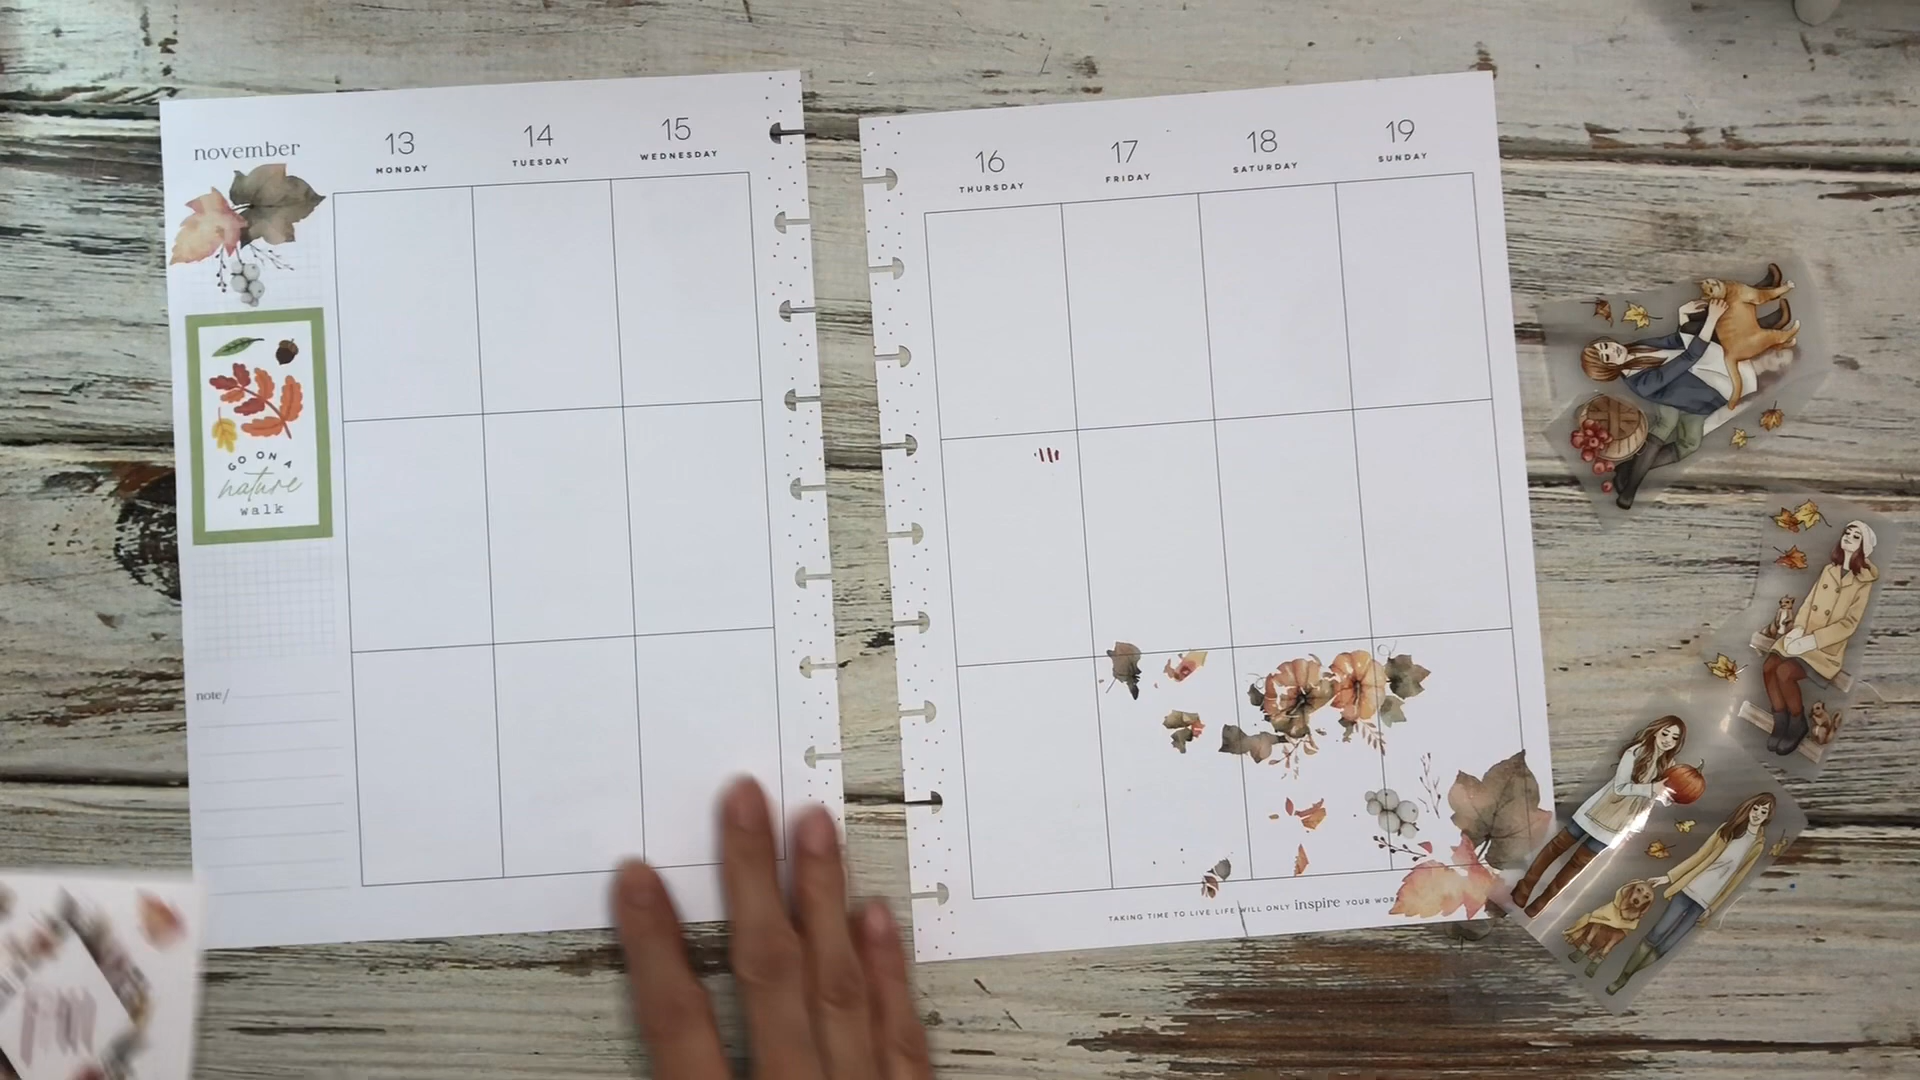 november
13
MONDAY
14
TUESDAY
15
WEDNESDAY
GO ON A
nature
walk
note/
16
THURSDAY
17
FRIDAY
18
SATURDAY
19
SUNDAY
TAKING TIME TO LIVE LIFE WILL ONLY inspire YOUR